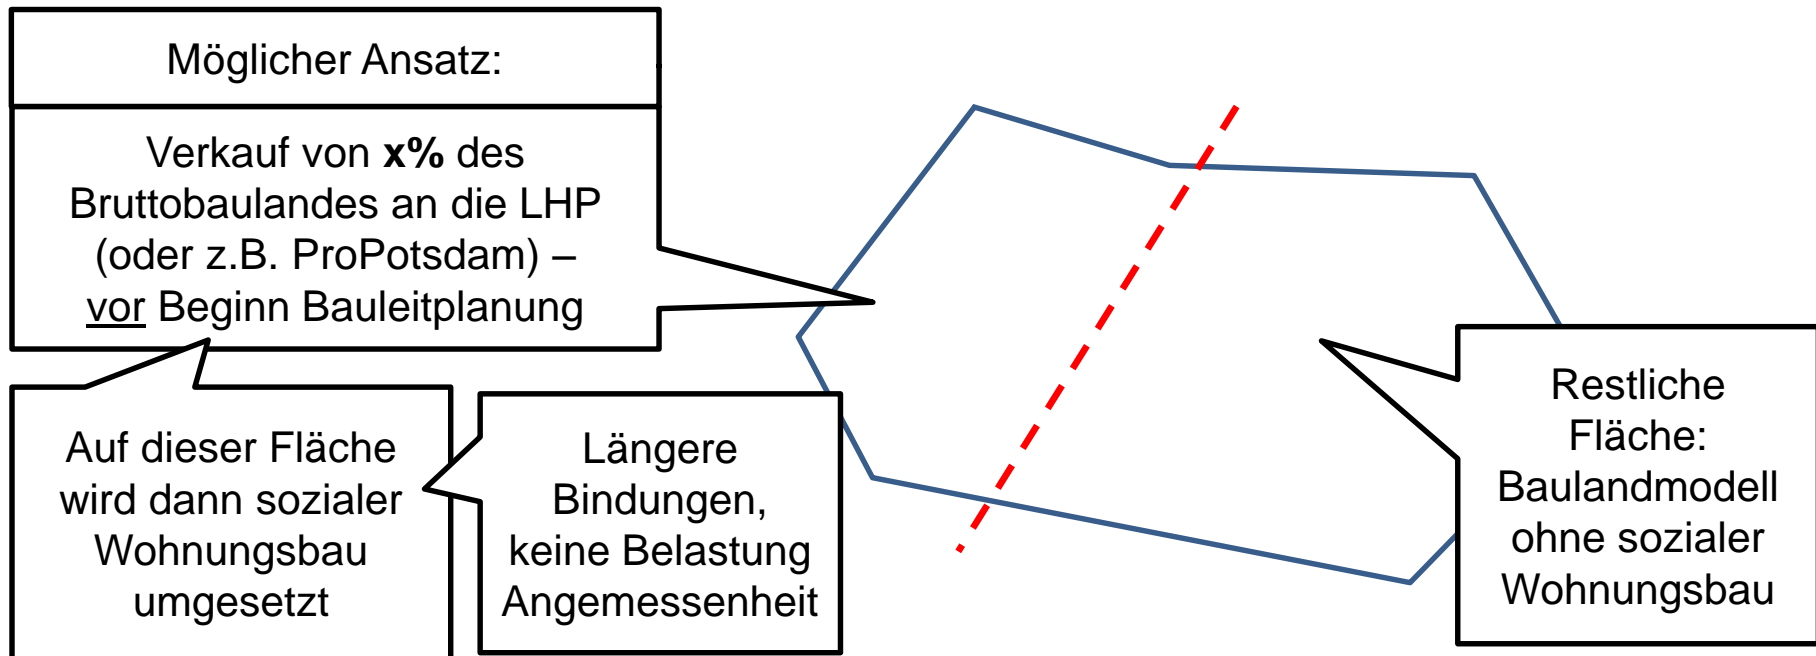 Möglicher Ansatz:
Verkauf von x% des
Bruttobaulandes an die LHP
(oder z.B. ProPotsdam) –
vor Beginn Bauleitplanung
Auf dieser Fläche
wird dann sozialer
Wohnungsbau
umgesetzt
Längere
Bindungen,
keine Belastung
Angemessenheit
Restliche
Fläche:
Baulandmodell
ohne sozialer
Wohnungsbau